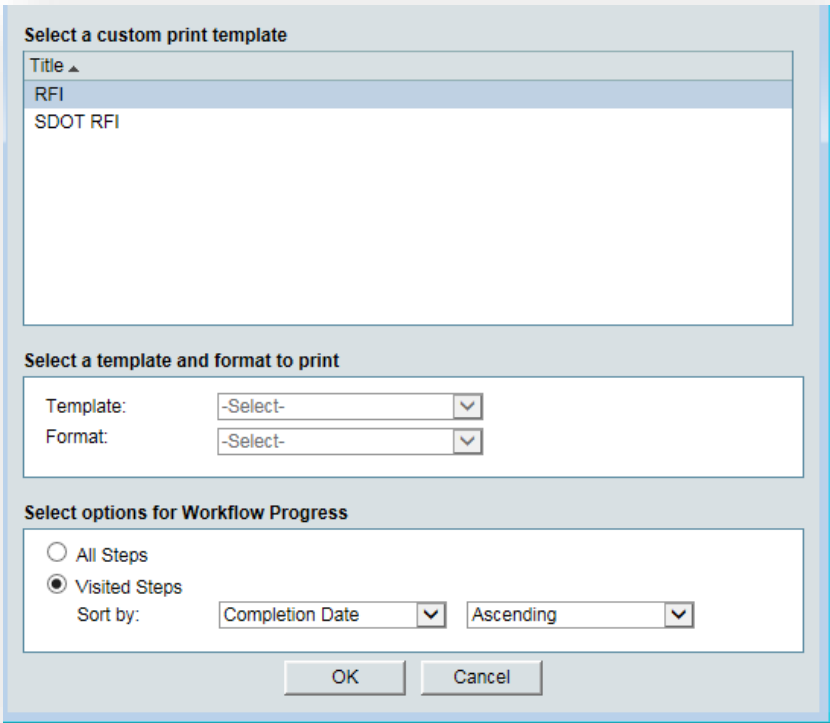 Select a custom print template
Title
RFI
SDOT RFI
Select a template and format to print
Template: -Select-
Format: -Select-
Select options for Workflow Progress
All Steps
Visited Steps
Sort by: Completion Date Ascending
OK Cancel